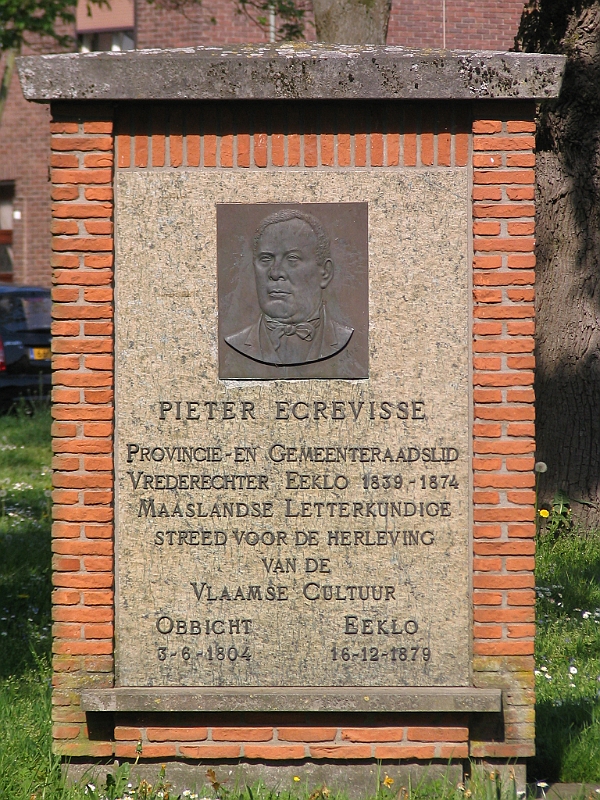 PIETER ECREVISSE
PROVINCIE- EN GEMEENTERAADSLID
VREDERECHTER EEKLO 1839-1874
MAASLANDSE LETTERKUNDIGE
STREED VOOR DE HERLEVING
VAN DE
VLAAMSE CULTUUR
OBBICHT EEKLO
3-6-1804 16-12-1879